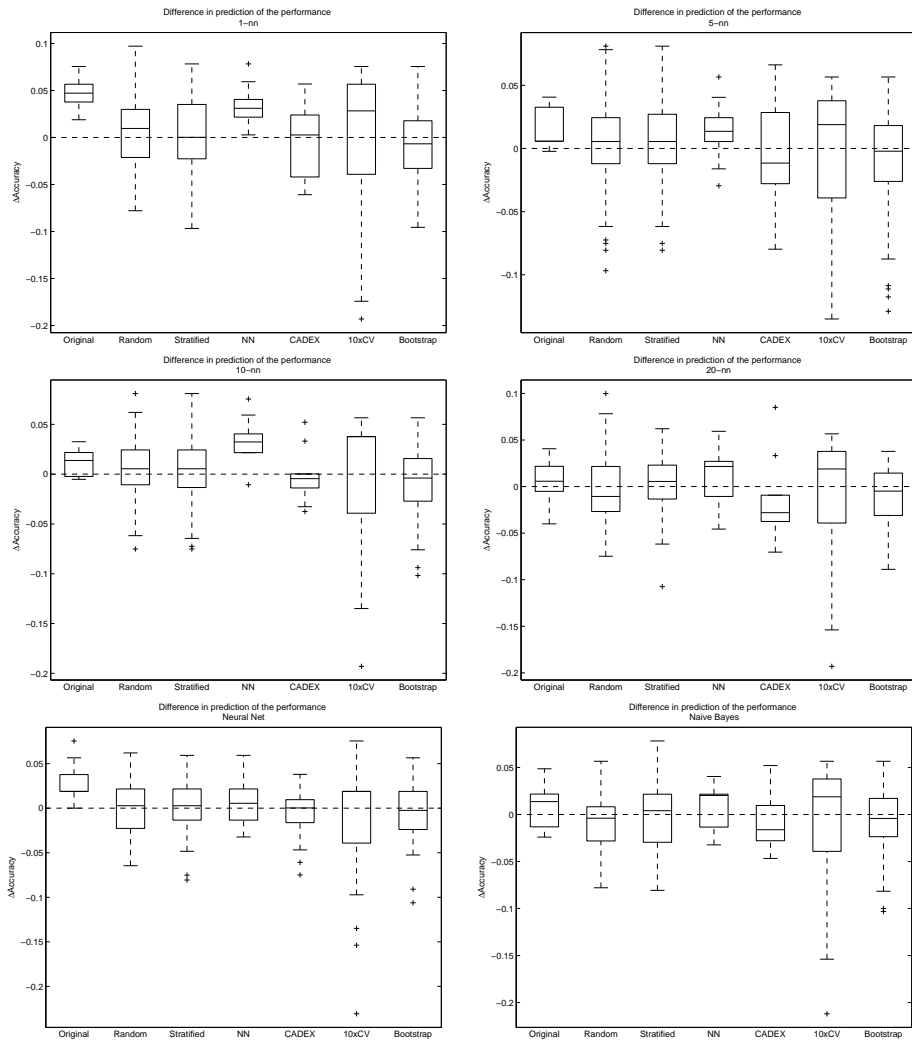 Difference in prediction of the performance
1−nn
0.1
0.05
0
−0.05
−0.1
−0.15
−0.2
ΔAccuracy
Original Random Stratified NN CADEX 10xCV Bootstrap
Difference in prediction of the performance
5−nn
0.05
0
−0.05
−0.1
ΔAccuracy
Original Random Stratified NN CADEX 10xCV Bootstrap
Difference in prediction of the performance
10−nn
0.1
0.05
0
−0.05
−0.1
−0.15
−0.2
ΔAccuracy
Original Random Stratified NN CADEX 10xCV Bootstrap
Difference in prediction of the performance
20−nn
0.1
0.05
0
−0.05
−0.1
−0.15
−0.2
ΔAccuracy
Original Random Stratified NN CADEX 10xCV Bootstrap
Difference in prediction of the performance
Neural Net
0.05
0
−0.05
−0.1
−0.15
−0.2
ΔAccuracy
Original Random Stratified NN CADEX 10xCV Bootstrap
Difference in prediction of the performance
Naive Bayes
0.05
0
−0.05
−0.1
−0.15
−0.2
ΔAccuracy
Original Random Stratified NN CADEX 10xCV Bootstrap